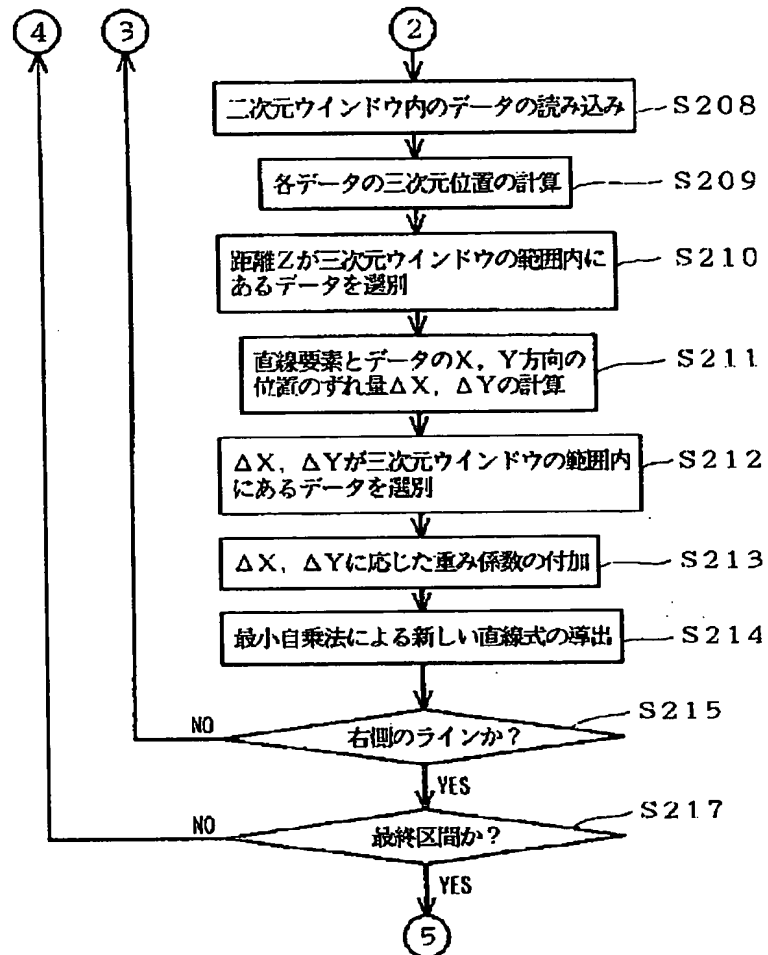 ④
③
②
二次元ウインドウ内のデータの読み込み
S208
各データの三次元位置の計算
S209
距離Zが三次元ウインドウの範囲内に
あるデータを選別
S210
直線要素とデータのX，Y方向の
位置のずれ量ΔX，ΔYの計算
S211
ΔX，ΔYが三次元ウインドウの範囲内
にあるデータを選別
S212
ΔX，ΔYに応じた重み係数の付加
S213
最小自乗法による新しい直線式の導出
S214
右側のラインか？
S215
NO
YES
最終区間か？
S217
NO
YES
⑤